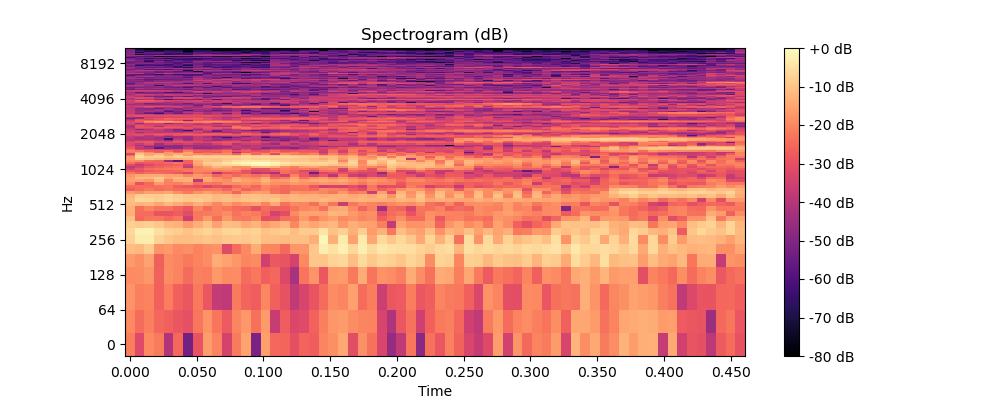 Spectrogram (dB)
Hz
8192
4096
2048
1024
512
256
128
64
0
0.000 0.050 0.100 0.150 0.200 0.250 0.300 0.350 0.400 0.450
Time
+0 dB
-10 dB
-20 dB
-30 dB
-40 dB
-50 dB
-60 dB
-70 dB
-80 dB